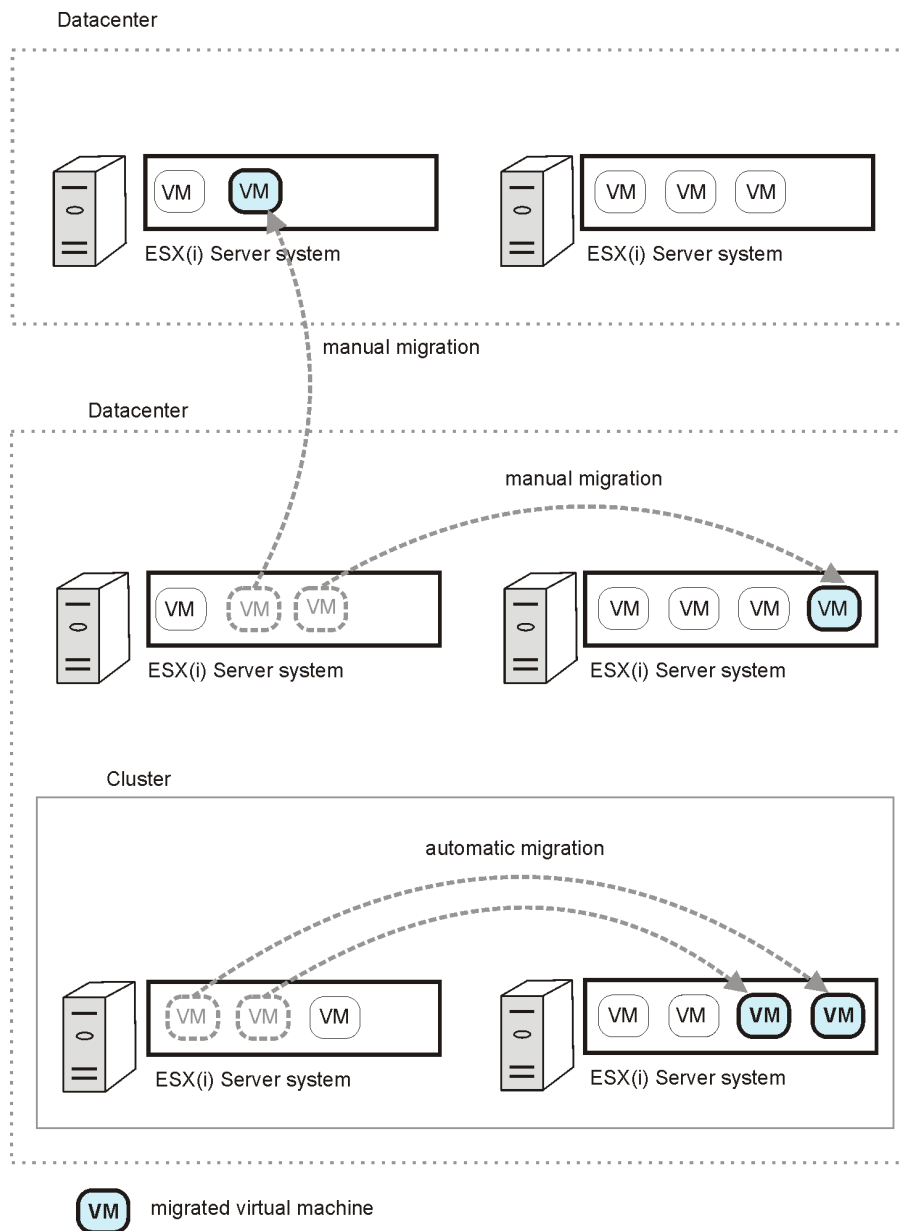 Datacenter
VM VM VM VM VM
ESX(i) Server system ESX(i) Server system
manual migration
Datacenter
manual migration
VM VM VM VM VM VM VM
ESX(i) Server system ESX(i) Server system
Cluster
automatic migration
VM VM VM VM VM VM VM
ESX(i) Server system ESX(i) Server system
VM migrated virtual machine